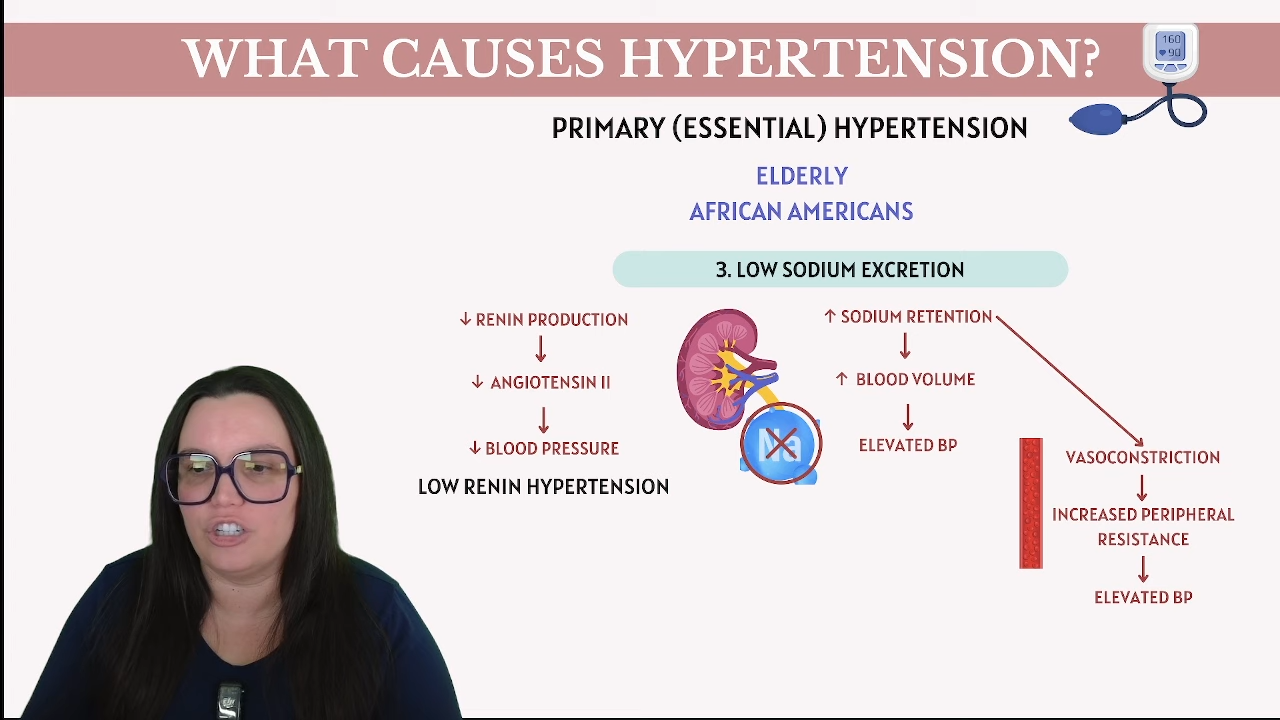 WHAT CAUSES HYPERTENSION?
160
90
PRIMARY (ESSENTIAL) HYPERTENSION
ELDERLY
AFRICAN AMERICANS
3. LOW SODIUM EXCRETION
↓ RENIN PRODUCTION
↓ ANGIOTENSIN II
↓ BLOOD PRESSURE
LOW RENIN HYPERTENSION
Na
↑ SODIUM RETENTION
↑ BLOOD VOLUME
ELEVATED BP
VASOCONSTRICTION
INCREASED PERIPHERAL
RESISTANCE
ELEVATED BP